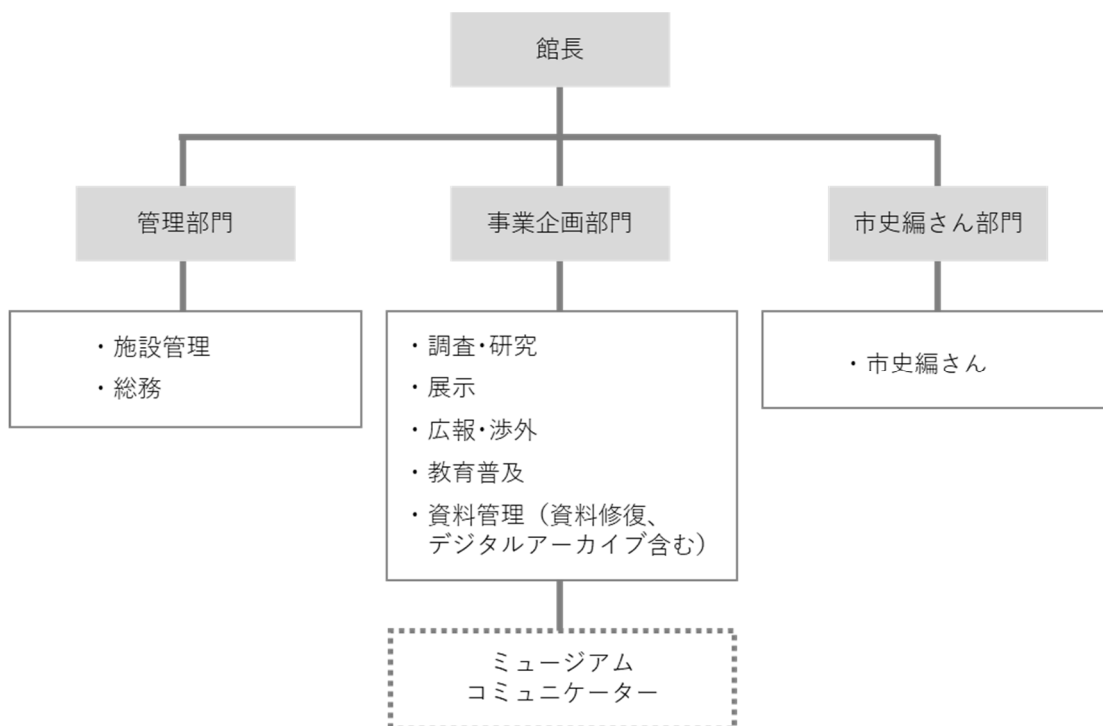 館長
管理部門
事業企画部門
市史編さん部門
・施設管理
・総務
・調査・研究
・展示
・広報・渉外
・教育普及
・資料管理（資料修復、
デジタルアーカイブ含む）
・市史編さん
ミュージアム
コミュニケーター